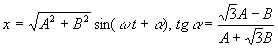 x = √(A² + B²) sin( ωt + α), tg α = (√3A − B)/(A + √3B)